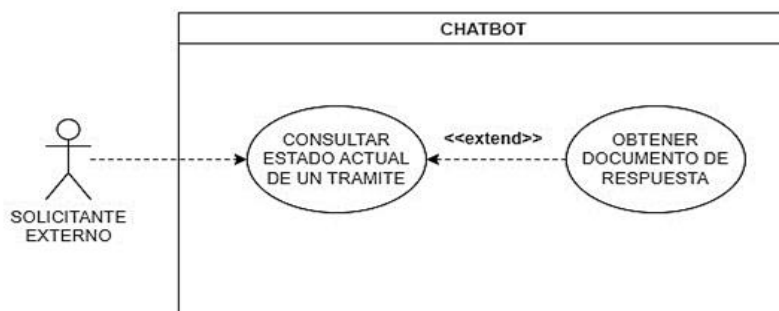 CHATBOT
SOLICITANTE
EXTERNO
CONSULTAR
ESTADO ACTUAL
DE UN TRAMITE
<<extend>>
OBTENER
DOCUMENTO DE
RESPUESTA